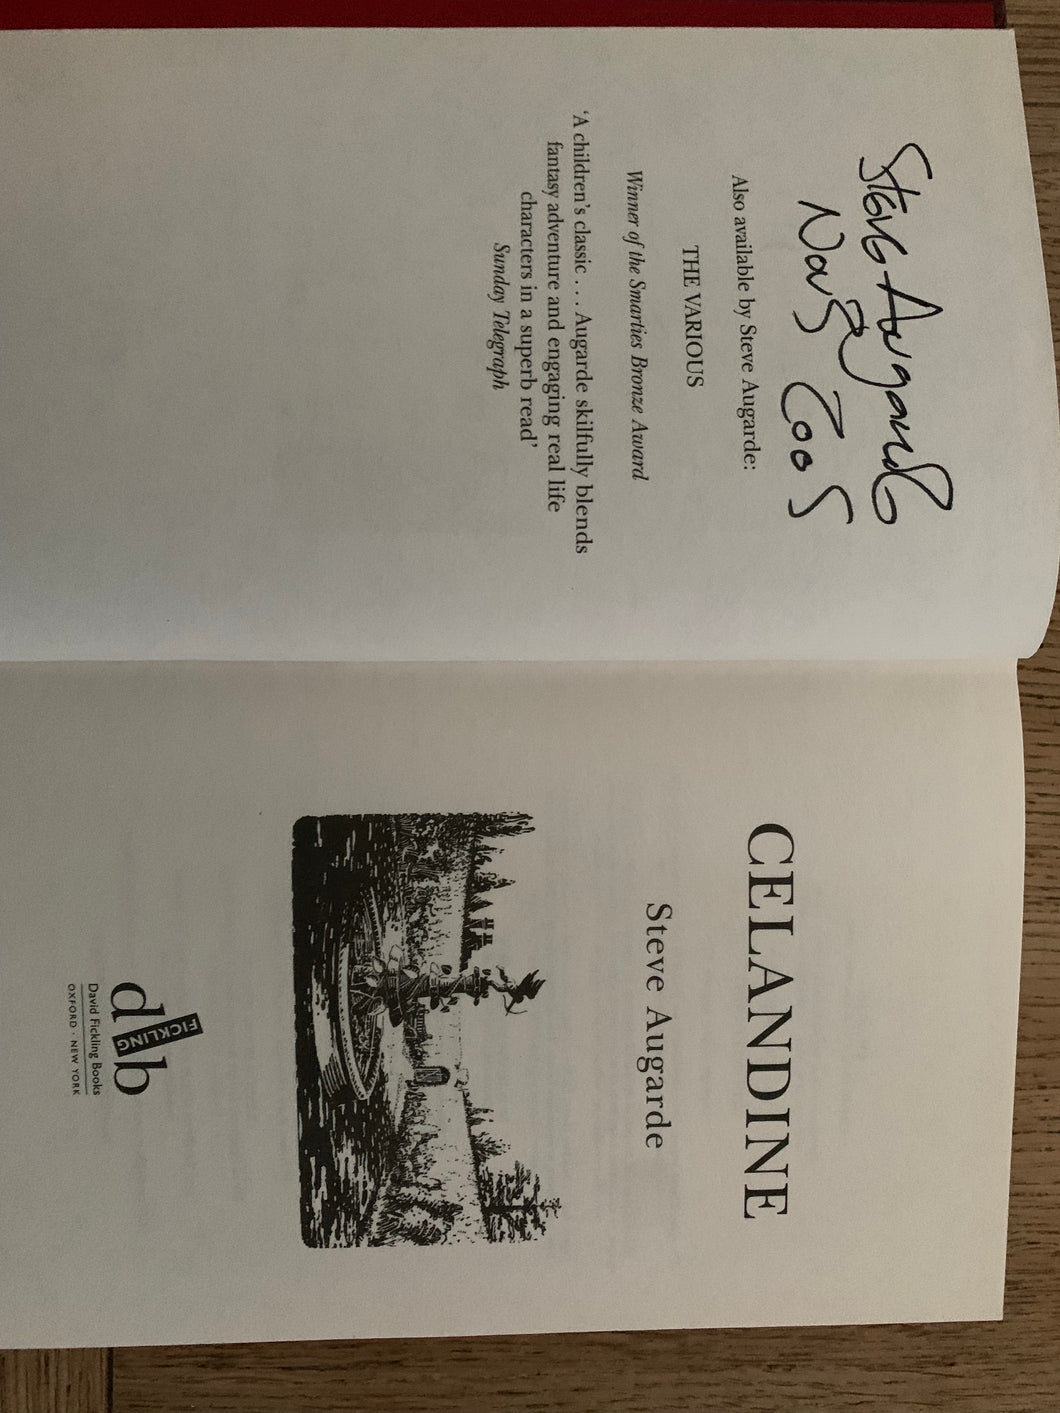 Steve Augarde
Nov 2005
Also available by Steve Augarde:
THE VARIOUS
Winner of the Smarties Bronze Award
‘A children’s classic . . . Augarde skilfully blends
fantasy adventure and engaging real life
characters in a superb read’
Sunday Telegraph
CELANDINE
Steve Augarde
d FICKLING b
David Fickling Books
OXFORD · NEW YORK